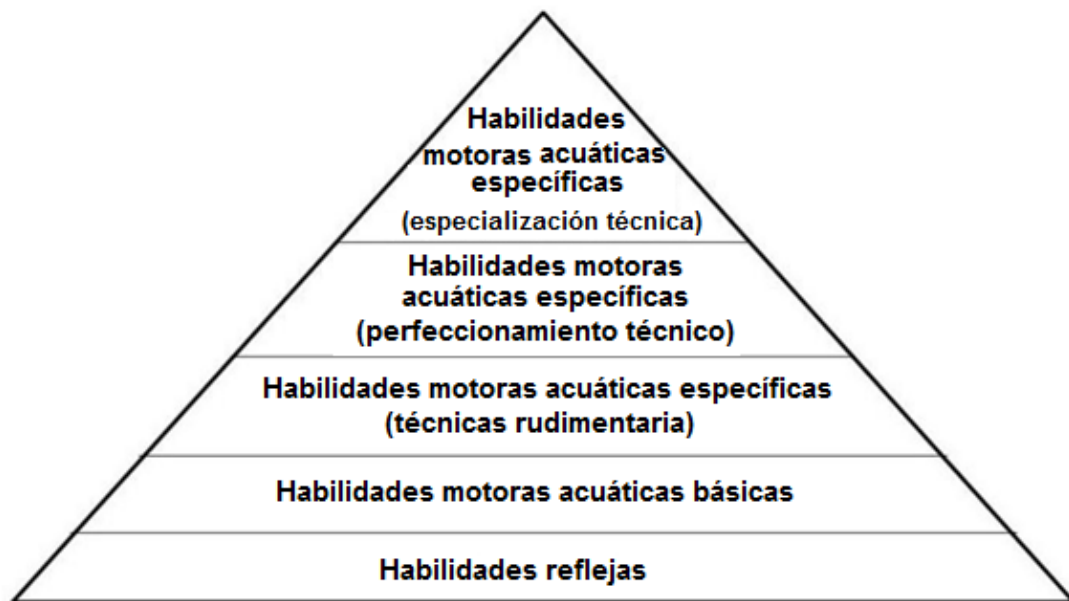 Habilidades
motoras acuáticas
específicas
(especialización técnica)
Habilidades motoras
acuáticas específicas
(perfeccionamiento técnico)
Habilidades motoras acuáticas específicas
(técnicas rudimentaria)
Habilidades motoras acuáticas básicas
Habilidades reflejas